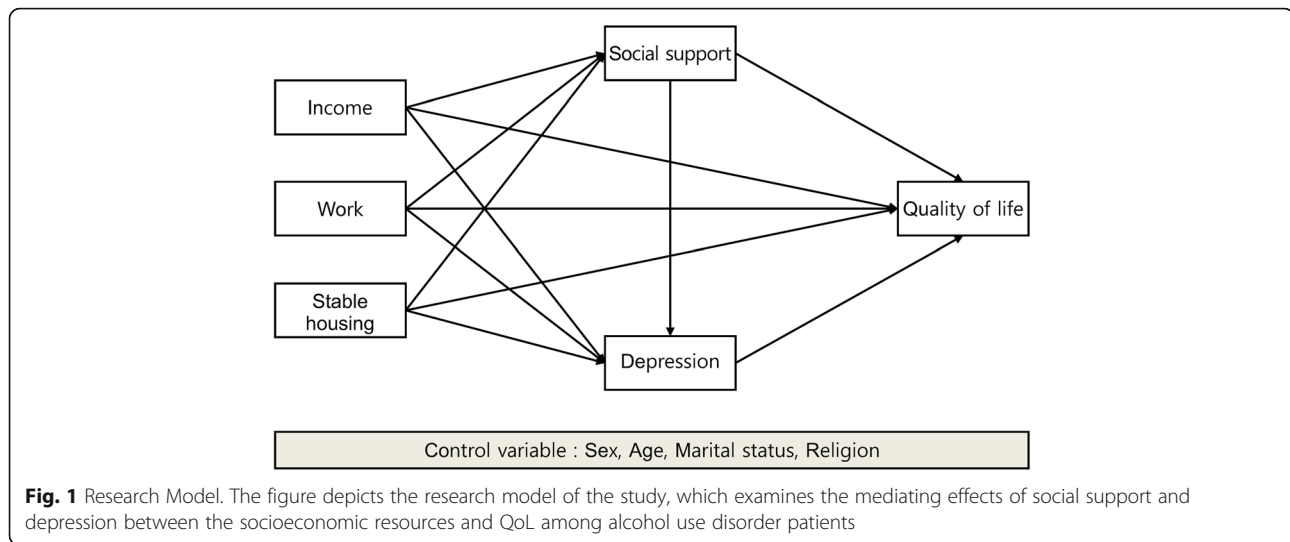 Social support
Income
Work
Quality of life
Stable
housing
Depression
Control variable : Sex, Age, Marital status, Religion
Fig. 1 Research Model. The figure depicts the research model of the study, which examines the mediating effects of social support and
depression between the socioeconomic resources and QoL among alcohol use disorder patients